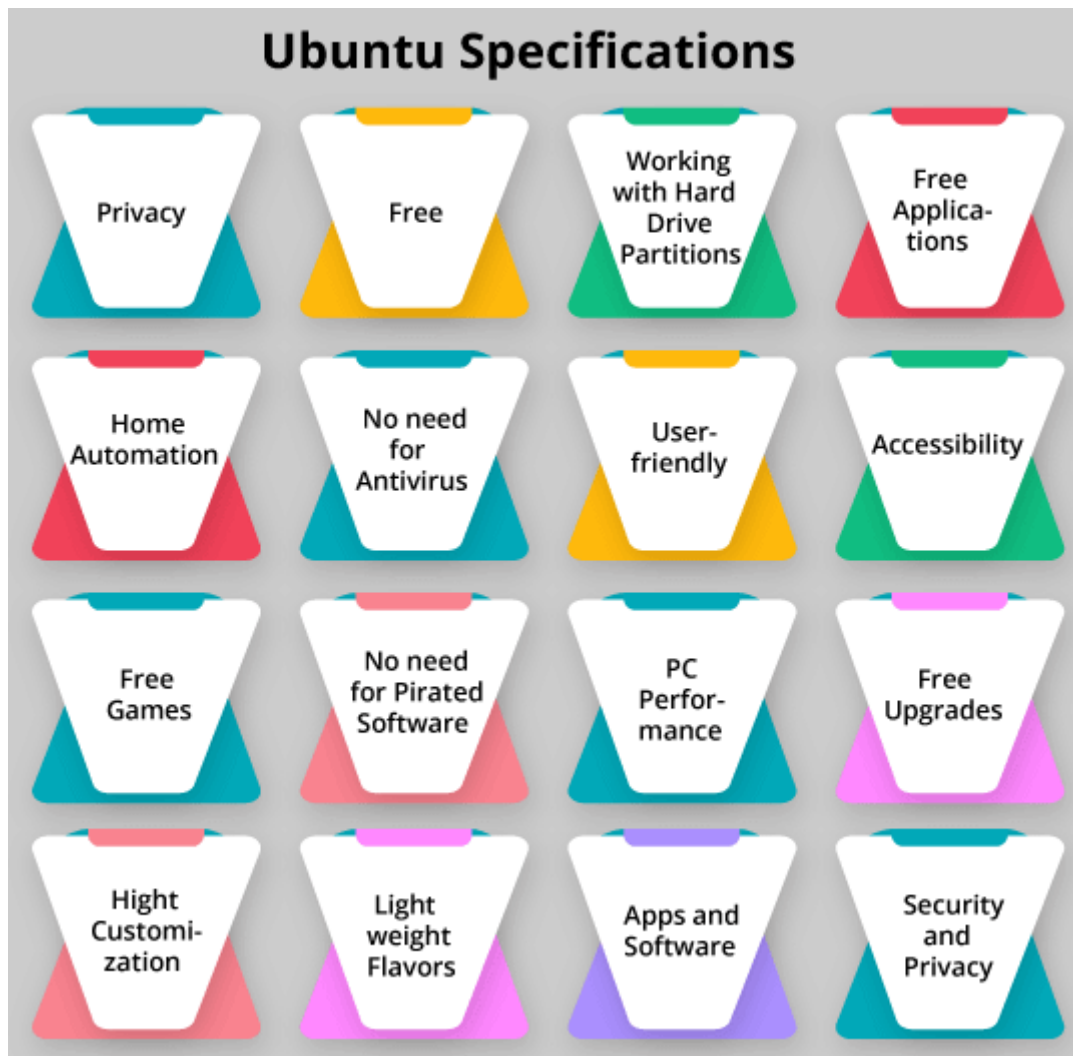 Ubuntu Specifications
Privacy
Free
Working
with Hard
Drive
Partitions
Free
Applica-
tions
Home
Automation
No need
for
Antivirus
User-
friendly
Accessibility
Free
Games
No need
for Pirated
Software
PC
Perfor-
mance
Free
Upgrades
Hight
Customi-
zation
Light
weight
Flavors
Apps and
Software
Security
and
Privacy